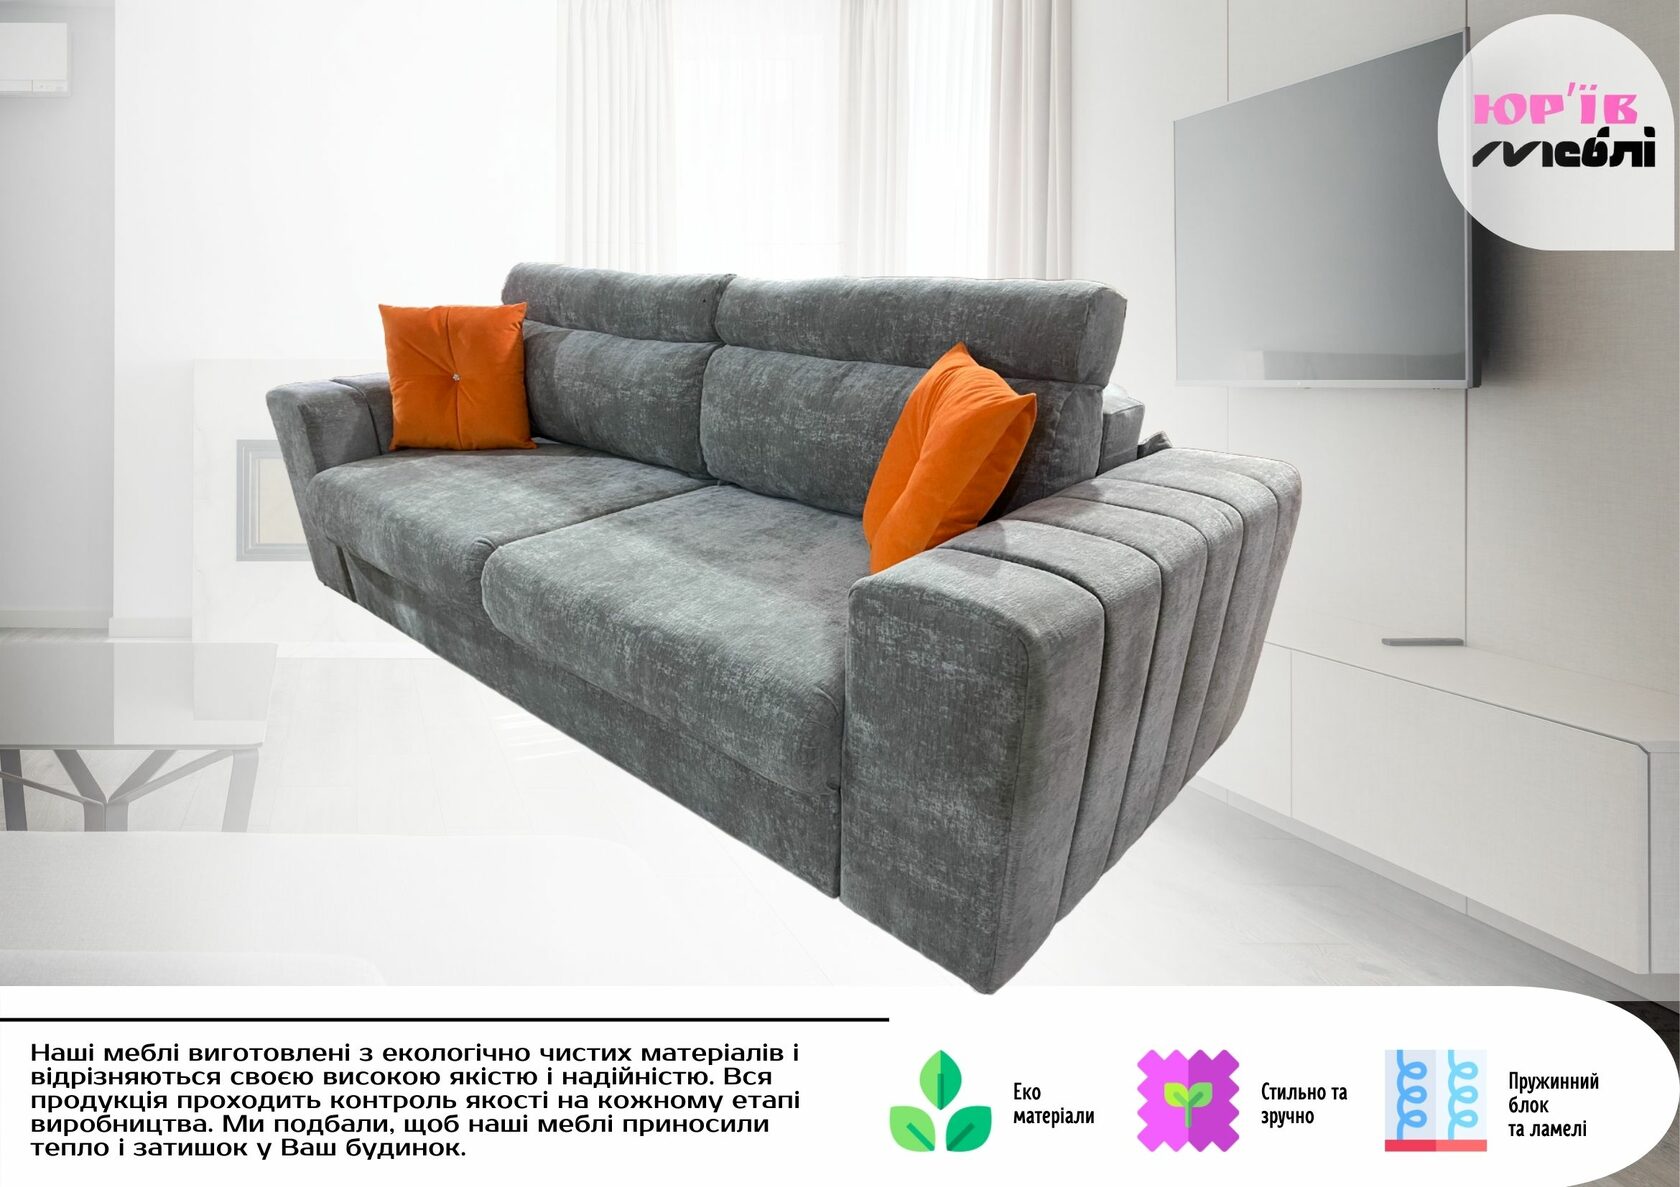 ЮР'ЇВ
меблі
Наші меблі виготовлені з екологічно чистих матеріалів і
відрізняються своєю високою якістю і надійністю. Вся
продукція проходить контроль якості на кожному етапі
виробництва. Ми подбали, щоб наші меблі приносили
тепло і затишок у Ваш будинок.
Еко
матеріали
Стильно та
зручно
Пружинний
блок
та ламелі